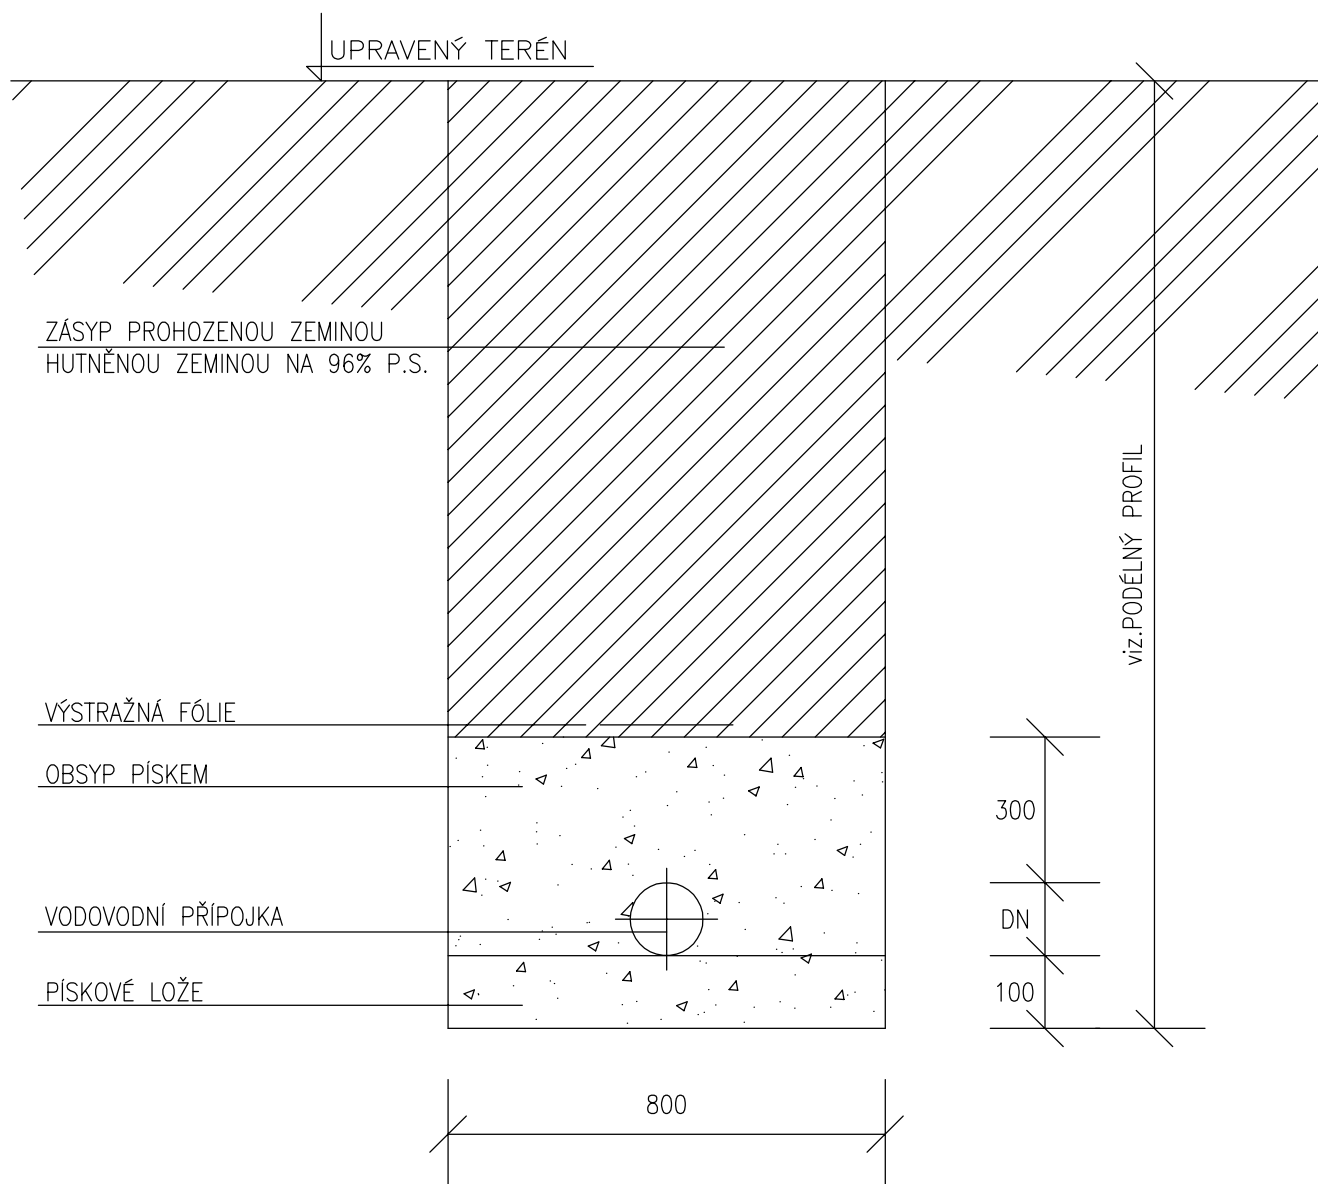 UPRAVENÝ TERÉN
ZÁSYP PROHOZENOU ZEMINOU
HUTNĚNOU ZEMINOU NA 96% P.S.
viz.PODÉLNÝ PROFIL
VÝSTRAŽNÁ FÓLIE
OBSYP PÍSKEM
300
VODOVODNÍ PŘÍPOJKA
DN
PÍSKOVÉ LOŽE
100
800